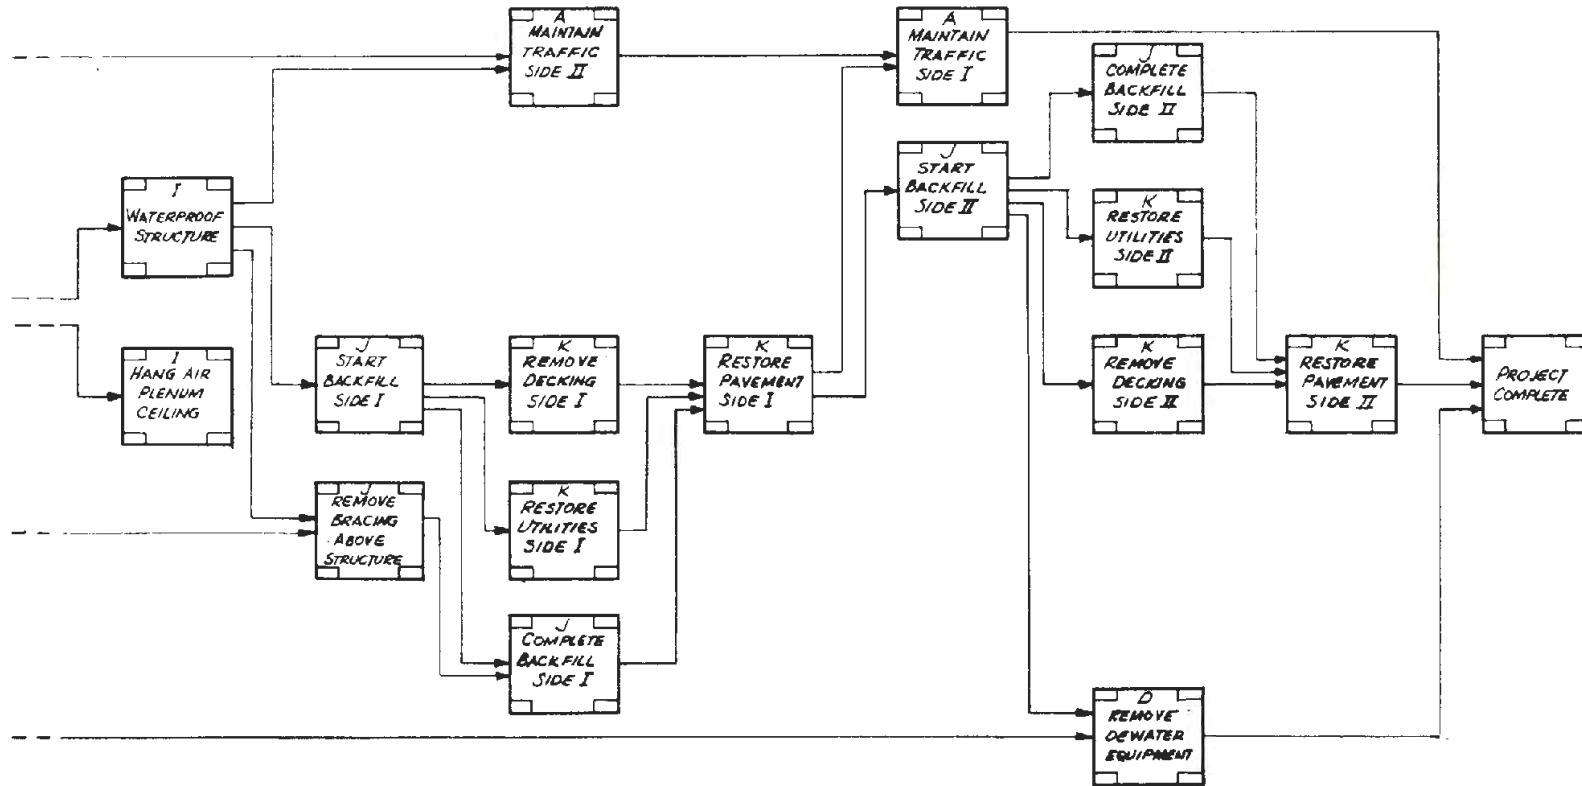 A
MAINTAIN
TRAFFIC
SIDE II
A
MAINTAIN
TRAFFIC
SIDE I
J
COMPLETE
BACKFILL
SIDE II
J
START
BACKFILL
SIDE II
I
WATERPROOF
STRUCTURE
K
RESTORE
UTILITIES
SIDE II
I
HANG AIR
PLENUM
CEILING
J
START
BACKFILL
SIDE I
K
REMOVE
DECKING
SIDE I
K
RESTORE
PAVEMENT
SIDE I
K
REMOVE
DECKING
SIDE II
K
RESTORE
PAVEMENT
SIDE II
PROJECT
COMPLETE
J
REMOVE
BRACING
ABOVE
STRUCTURE
K
RESTORE
UTILITIES
SIDE I
J
COMPLETE
BACKFILL
SIDE I
D
REMOVE
DEWATER
EQUIPMENT